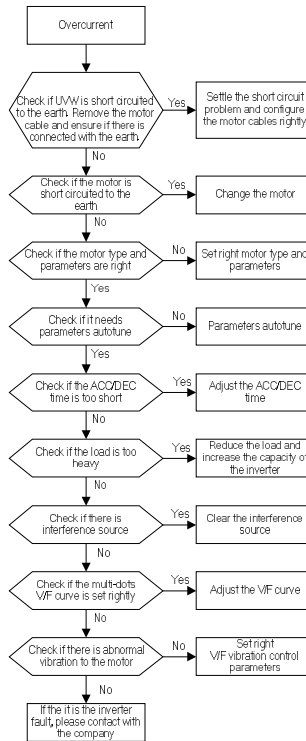 Overcurrent
Check if UVW is short circuited
to the earth. Remove the motor
cable and ensure if there is
connected with the earth.
Yes
Settle the short circuit
problem and configure
the motor cables rightly
No
Check if the motor is
short circuited to the
earth
Yes
Change the motor
No
Check if the motor type and
parameters are right
No
Set right motor type and
parameters
Yes
Check if it needs
parameters autotune
No
Parameters autotune
Yes
Check if the ACC/DEC
time is too short
Yes
Adjust the ACC/DEC
time
No
Check if the load is too
heavy
Yes
Reduce the load and
increase the capacity of
the inverter
No
Check if there is
interference source
Yes
Clear the interference
source
No
Check if the multi-dots
V/F curve is set rightly
Yes
Adjust the V/F curve
No
Check if there is abnormal
vibration to the motor
No
Set right
V/F vibration control
parameters
No
If the it is the inverter
fault, please contact with
the company